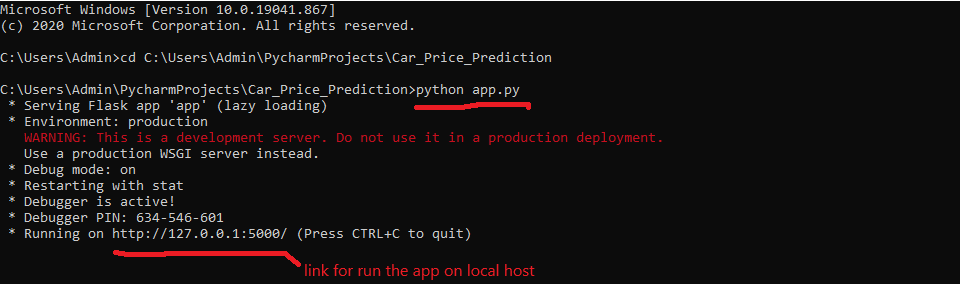 Microsoft Windows [Version 10.0.19041.867]
(c) 2020 Microsoft Corporation. All rights reserved.
C:\Users\Admin>cd C:\Users\Admin\PycharmProjects\Car_Price_Prediction
C:\Users\Admin\PycharmProjects\Car_Price_Prediction>python app.py
* Serving Flask app 'app' (lazy loading)
* Environment: production
WARNING: This is a development server. Do not use it in a production deployment.
Use a production WSGI server instead.
* Debug mode: on
* Restarting with stat
* Debugger is active!
* Debugger PIN: 634-546-601
* Running on http://127.0.0.1:5000/ (Press CTRL+C to quit)
link for run the app on local host